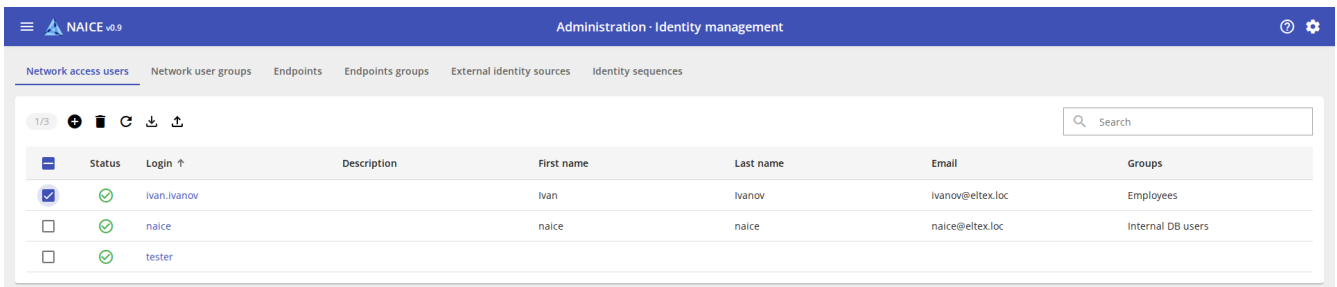 NAICE v0.9 Administration · Identity management
Network access users Network user groups Endpoints Endpoints groups External identity sources Identity sequences
1/3 Search
Status Login ↑ Description First name Last name Email Groups
ivan.ivanov Ivan Ivanov ivanov@eltex.loc Employees
naice naice naice naice@eltex.loc Internal DB users
tester